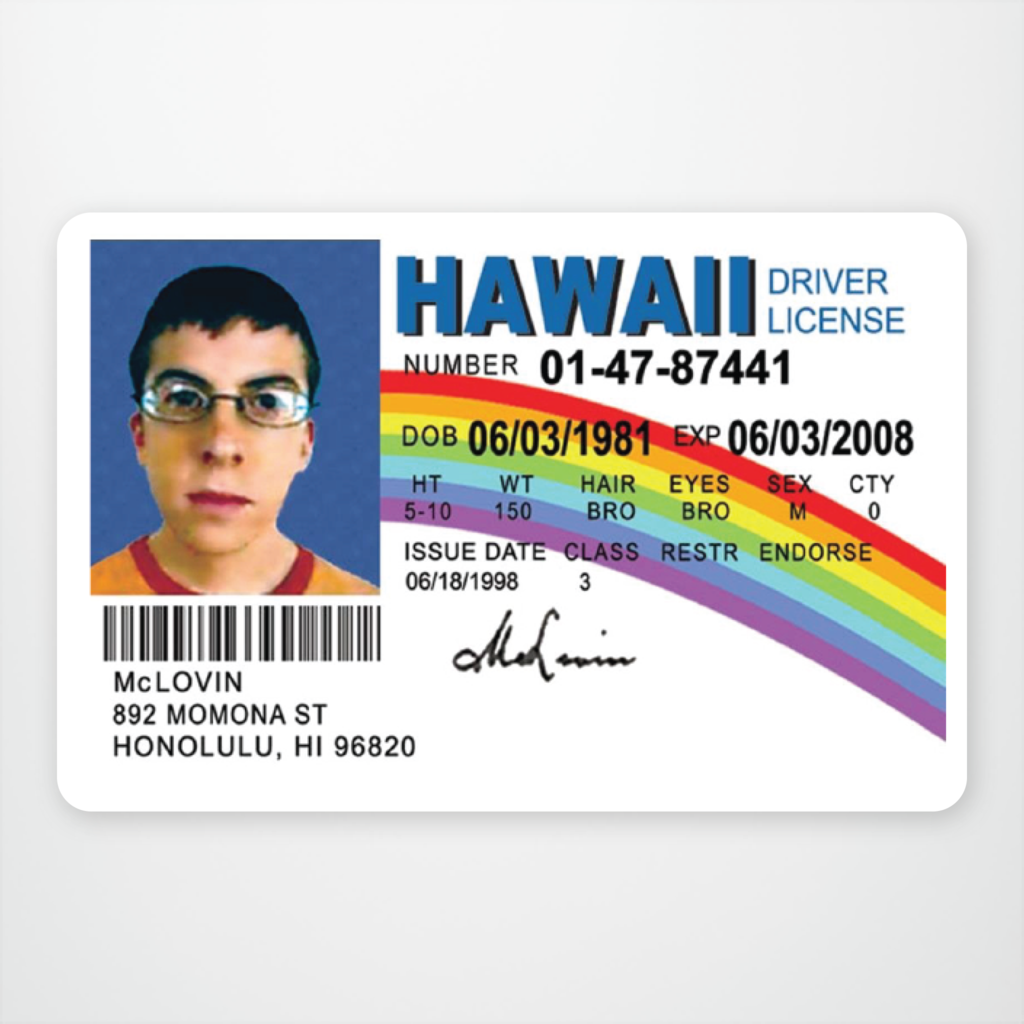 HAWAII DRIVER LICENSE
NUMBER 01-47-87441
DOB 06/03/1981 EXP 06/03/2008
HT WT HAIR EYES SEX CTY
5-10 150 BRO BRO M 0
ISSUE DATE CLASS RESTR ENDORSE
06/18/1998 3
McLovin
McLOVIN
892 MOMONA ST
HONOLULU, HI 96820